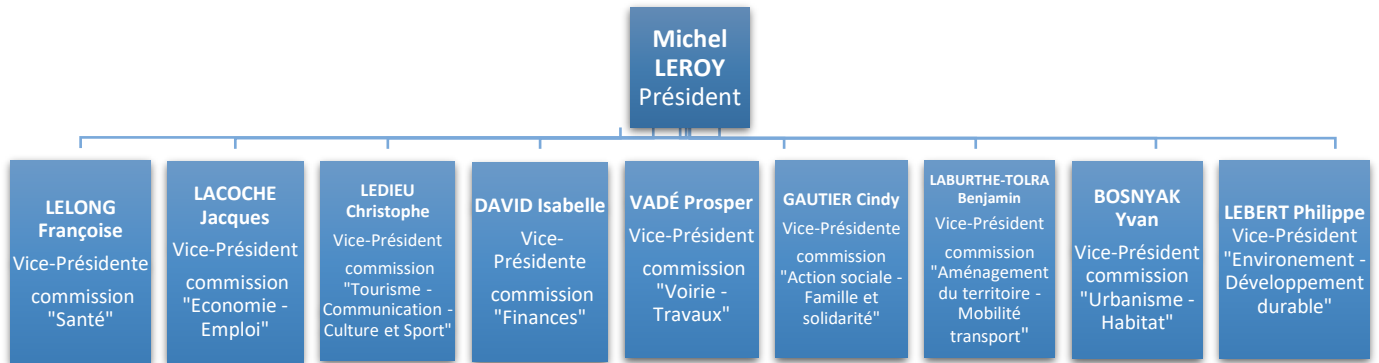 Michel
LEROY
Président
LELONG
Françoise
Vice-Présidente
commission
"Santé"
LACOCHE
Jacques
Vice-Président
commission
"Economie -
Emploi"
LEDIEU
Christophe
Vice-Président
commission
"Tourisme -
Communication -
Culture et Sport"
DAVID Isabelle
Vice-
Présidente
commission
"Finances"
VADÉ Prosper
Vice-Président
commission
"Voirie -
Travaux"
GAUTIER Cindy
Vice-Présidente
commission
"Action sociale -
Famille et
solidarité"
LABURTHE-TOLRA
Benjamin
Vice-Président
commission
"Aménagement
du territoire -
Mobilité
transport"
BOSNYAK
Yvan
Vice-Président
commission
"Urbanisme -
Habitat"
LEBERT Philippe
Vice-Président
"Environement -
Développement
durable"